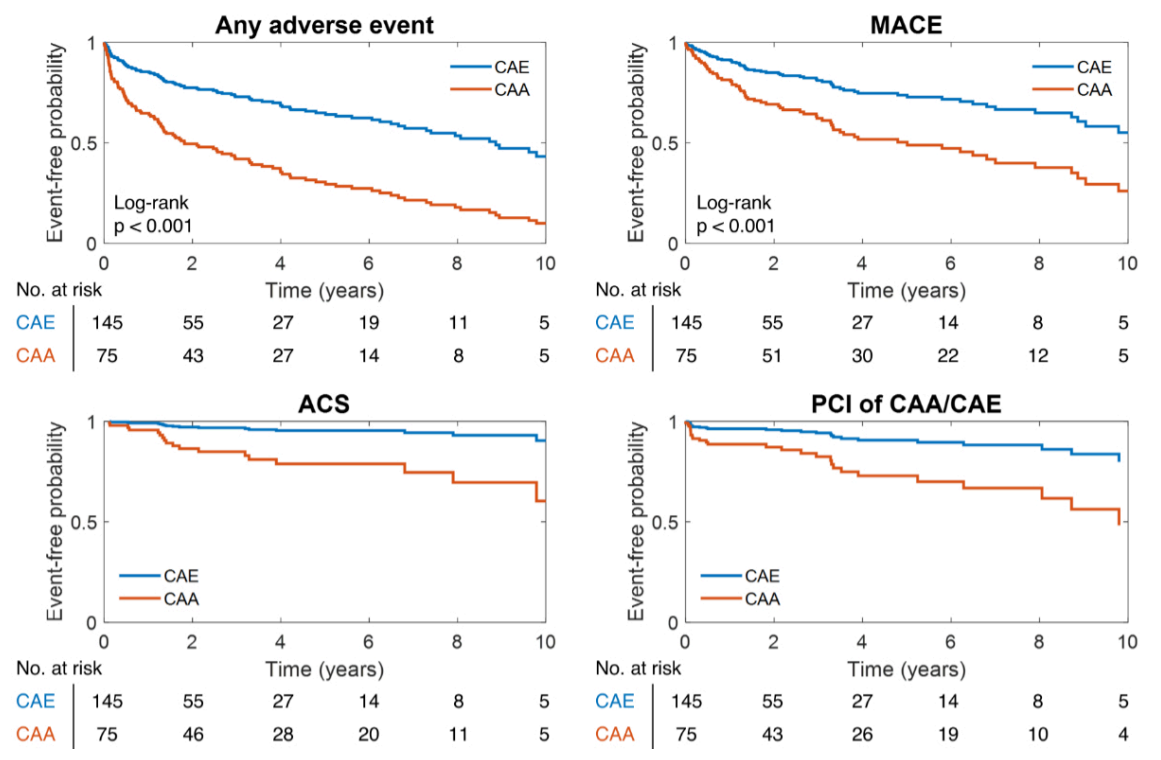 Any adverse event
Event-free probability
1
0.5
0
CAE
CAA
Log-rank
p < 0.001
0 2 4 6 8 10
Time (years)
No. at risk
CAE 145 55 27 19 11 5
CAA 75 43 27 14 8 5
MACE
Event-free probability
1
0.5
0
CAE
CAA
Log-rank
p < 0.001
0 2 4 6 8 10
Time (years)
No. at risk
CAE 145 55 27 14 8 5
CAA 75 51 30 22 12 5
ACS
Event-free probability
1
0.5
0
CAE
CAA
0 2 4 6 8 10
Time (years)
No. at risk
CAE 145 55 27 14 8 5
CAA 75 46 28 20 11 5
PCI of CAA/CAE
Event-free probability
1
0.5
0
CAE
CAA
0 2 4 6 8 10
Time (years)
No. at risk
CAE 145 55 27 14 8 5
CAA 75 43 26 19 10 4